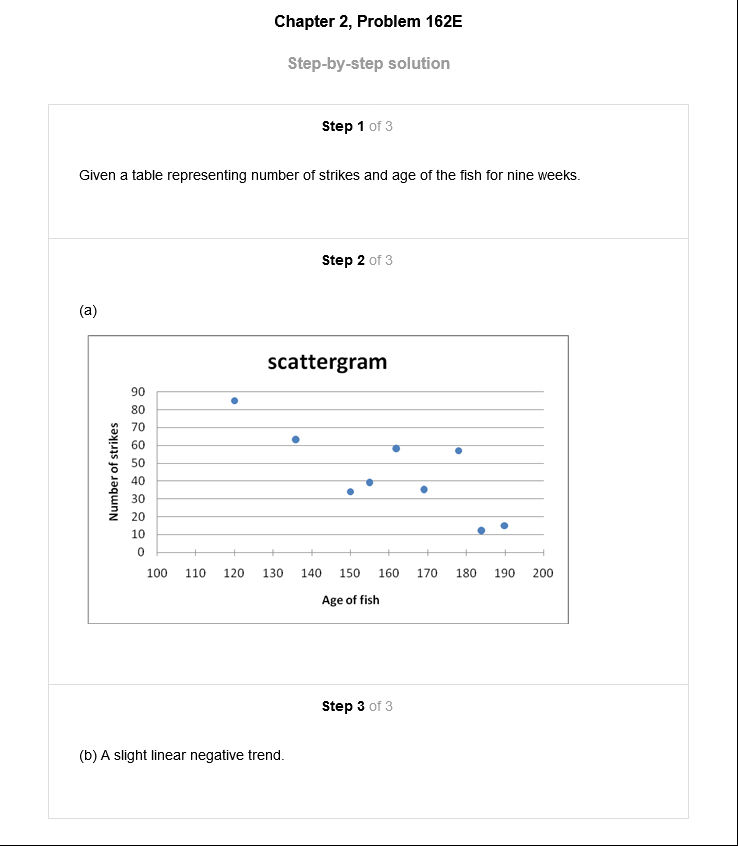 Chapter 2, Problem 162E
Step-by-step solution
Step 1 of 3
Given a table representing number of strikes and age of the fish for nine weeks.
Step 2 of 3
(a)
scattergram
Number of strikes
90
80
70
60
50
40
30
20
10
0
100 110 120 130 140 150 160 170 180 190 200
Age of fish
Step 3 of 3
(b) A slight linear negative trend.